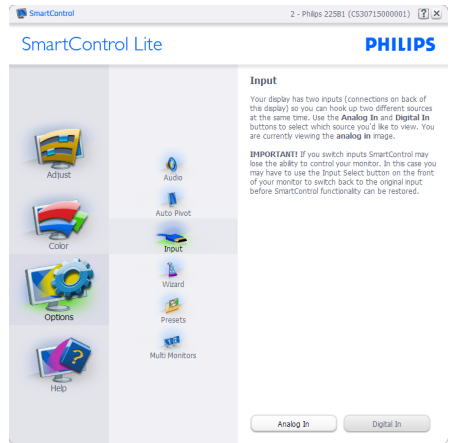 SmartControl
2 - Philips 225B1 (CS30715000001)
SmartControl Lite
PHILIPS
Adjust
Color
Options
Help
Audio
Auto Pivot
Input
Wizard
Presets
Multi Monitors
Input
Your display has two inputs (connections on back of
this display) so you can hook up two different sources
at the same time. Use the Analog In and Digital In
buttons to select which source you'd like to view. You
are currently viewing the analog in image.
IMPORTANT! If you switch inputs SmartControl may
lose the ability to control your monitor. In this case you
may have to use the Input Select button on the front
of your monitor to switch back to the original input
before SmartControl functionality can be restored.
Analog In
Digital In